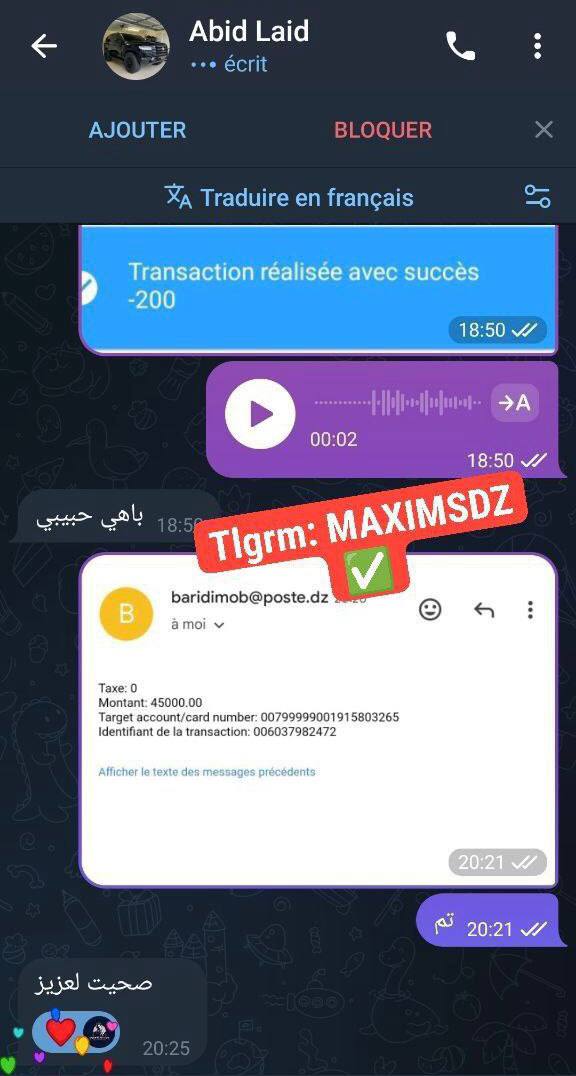 Abid Laid
••• écrit
AJOUTER
BLOQUER
Traduire en français
Transaction réalisée avec succès
-200
18:50
→A
00:02
18:50
باهي حبيبي
18:50
Tlgrm: MAXIMSDZ
B
baridimob@poste.dz
à moi
Taxe: 0
Montant: 45000.00
Target account/card number: 00799999001915803265
Identifiant de la transaction: 006037982472
Afficher le texte des messages précédents
20:21
تم
20:21
صحيت لعزيز
20:25